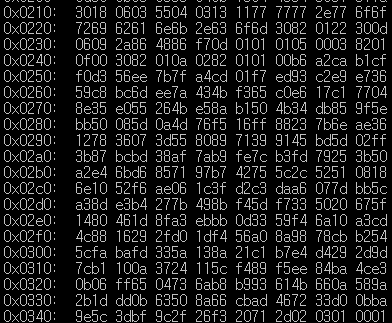 0x0210: 3018 0603 5504 0313 1177 7777 2e77 6f6f
0x0220: 7269 6261 6e6b 2e63 6f6d 3082 0122 300d
0x0230: 0609 2a86 4886 f70d 0101 0105 0003 8201
0x0240: 0f00 3082 010a 0282 0101 00b6 a2ca b1cf
0x0250: f0d3 56ee 7b7f a4cd 01f7 ed93 c2e9 e736
0x0260: 59c8 bc6d ee7a 434b f365 c0e6 17c1 7704
0x0270: 8e35 e055 264b e58a b150 4b34 db85 9f5e
0x0280: bb50 085d 0a4d 76f5 16ff 8823 7b6e ae36
0x0290: 1278 3607 3d55 8089 7139 9145 bd5d 02ff
0x02a0: 3b87 bcbd 38af 7ab9 fe7c b3fd 7925 3b50
0x02b0: a2e4 6bd6 8571 97b7 4275 5c2c 5251 0818
0x02c0: 6e10 52f6 ae06 1c3f d2c3 daa6 077d bb5c
0x02d0: a38d e3b4 277b 498b f45d f733 5020 675f
0x02e0: 1480 461d 8fa3 ebbb 0d33 59f4 6a10 a3cd
0x02f0: 4c88 1629 2fd0 1df4 56a0 8a98 78cb b254
0x0300: 5cfa bafd 335a 138a 21c1 b7e4 d429 2d9d
0x0310: 7cb1 100a 3724 115c f489 f5ee 84ba 4ce3
0x0320: 0b06 ff65 0473 6ab8 b993 614b 660a 589a
0x0330: 2b1d dd0b 6350 8a66 cbad 4672 33d0 0bba
0x0340: 9e5c 3dbf 9c2f 26f3 2071 2d02 0301 0001